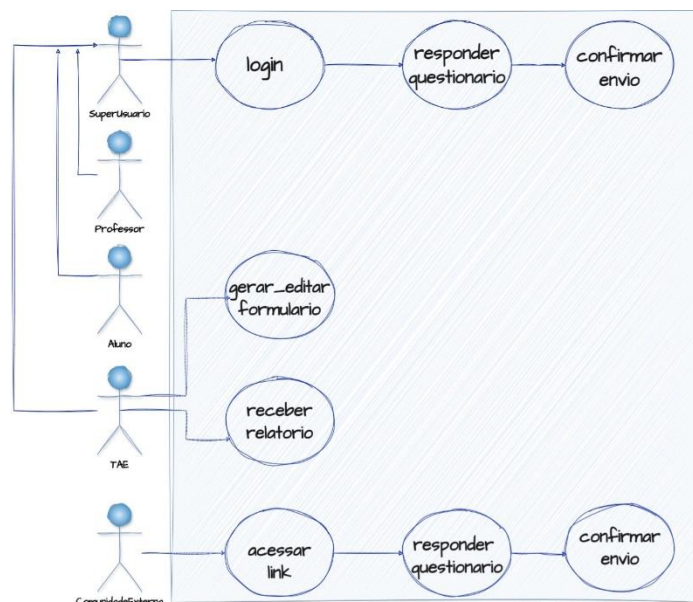 login
responder
questionario
confirmar
envio
SuperUsuario
Professor
gerar_editar
formulario
Aluno
receber
relatorio
TAE
acessar
link
responder
questionario
confirmar
envio
ComunidadeExterna